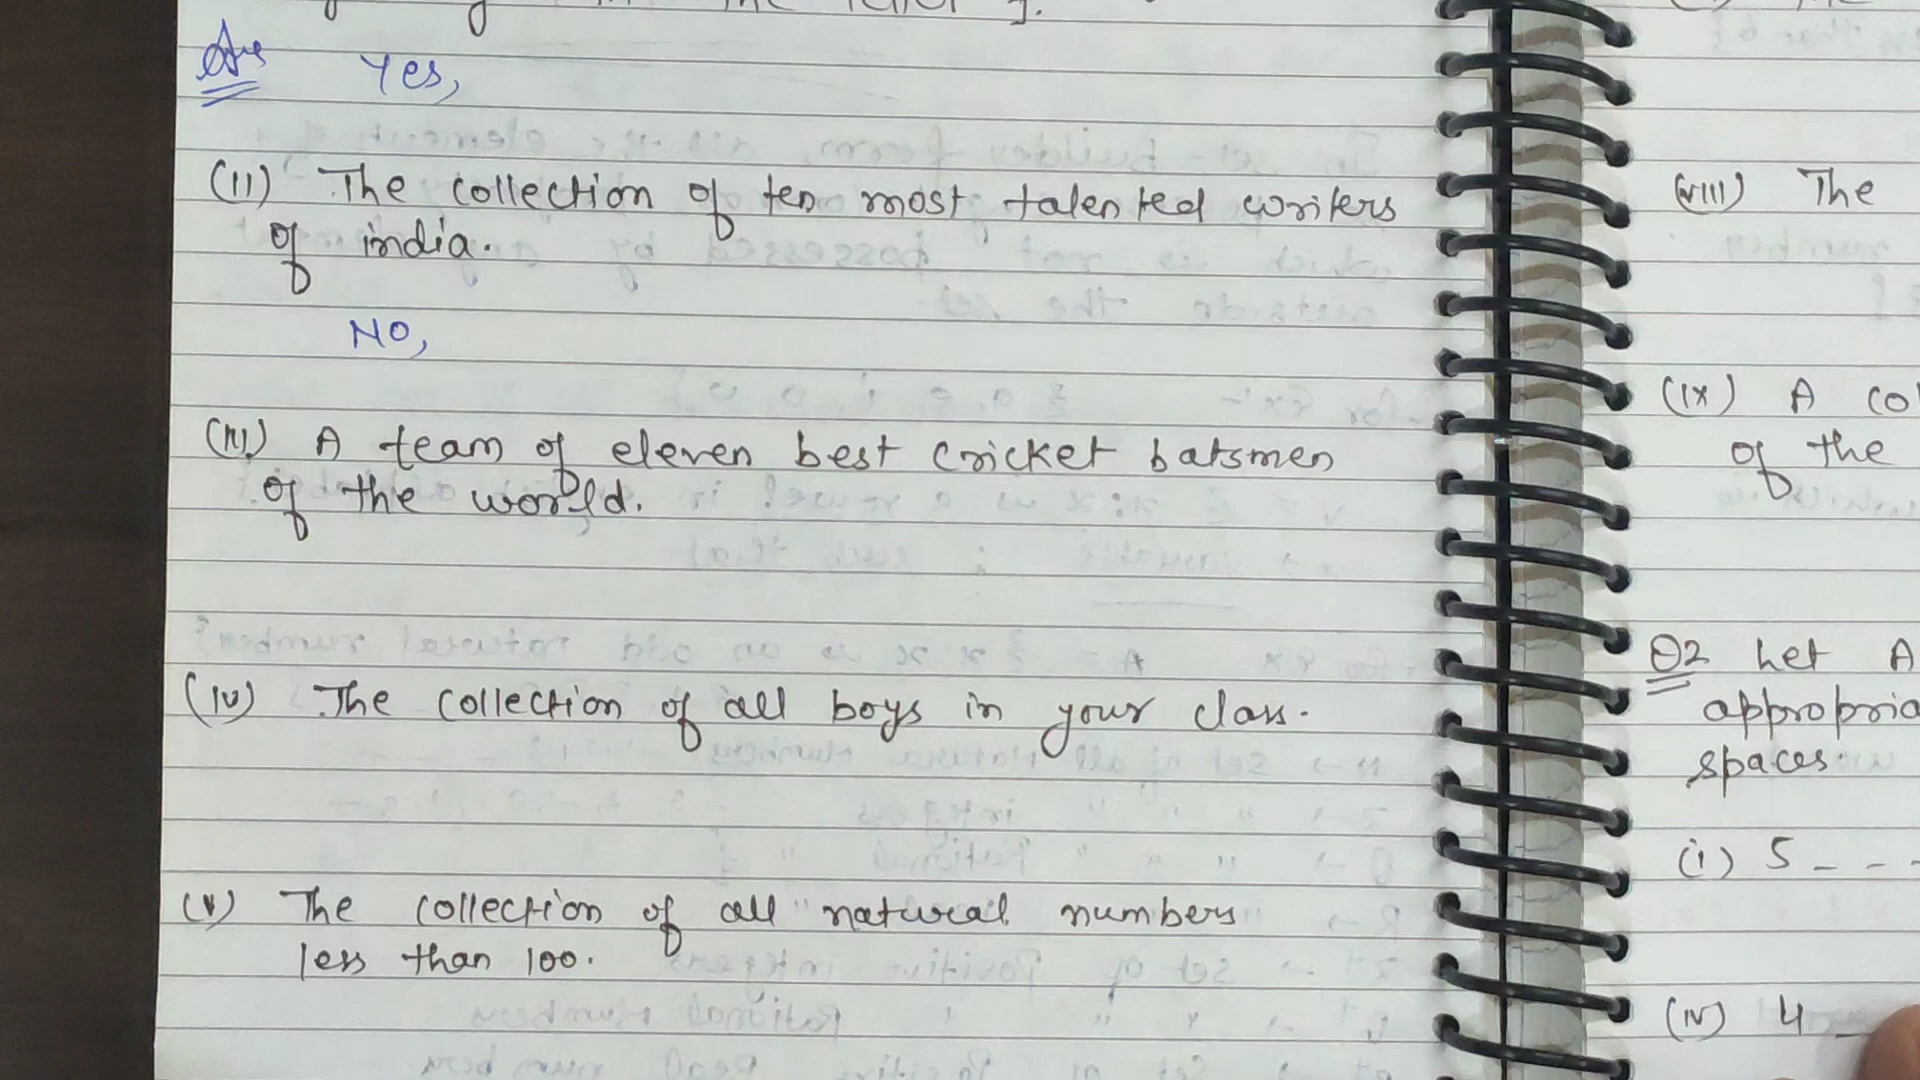 Ans Yes,
(ii) The collection of ten most talented writers
of india.
NO,
(iii) A team of eleven best cricket batsmen
of the world.
(iv) The collection of all boys in your class.
(v) The collection of all natural numbers
less than 100.
(viii) The
(ix) A col
of the
Q2 Let A
appropria
spaces
(i) 5 - - -
(iv) 4